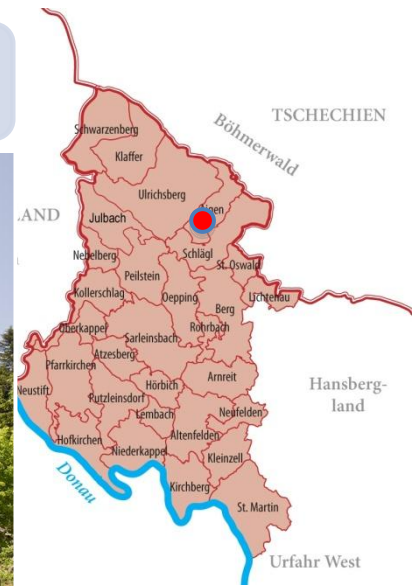 TSCHECHIEN
Böhmerwald
Schwarzenberg
Klaffer
Ulrichsberg
Aigen
LAND
Julbach
Nebelberg
Schlägl
St. Oswald
Peilstein
Kollerschlag
Oepping
Lichtenau
Berg
Oberkappel
Rohrbach
Sarleinsbach
Atzesberg
Pfarrkirchen
Arnreit
Hörbich
Neustift
Putzleinsdorf
Hansberg-
land
Lembach
Neufelden
Hofkirchen
Altenfelden
Niederkappel
Kleinzell
Donau
Kirchberg
St. Martin
Urfahr West